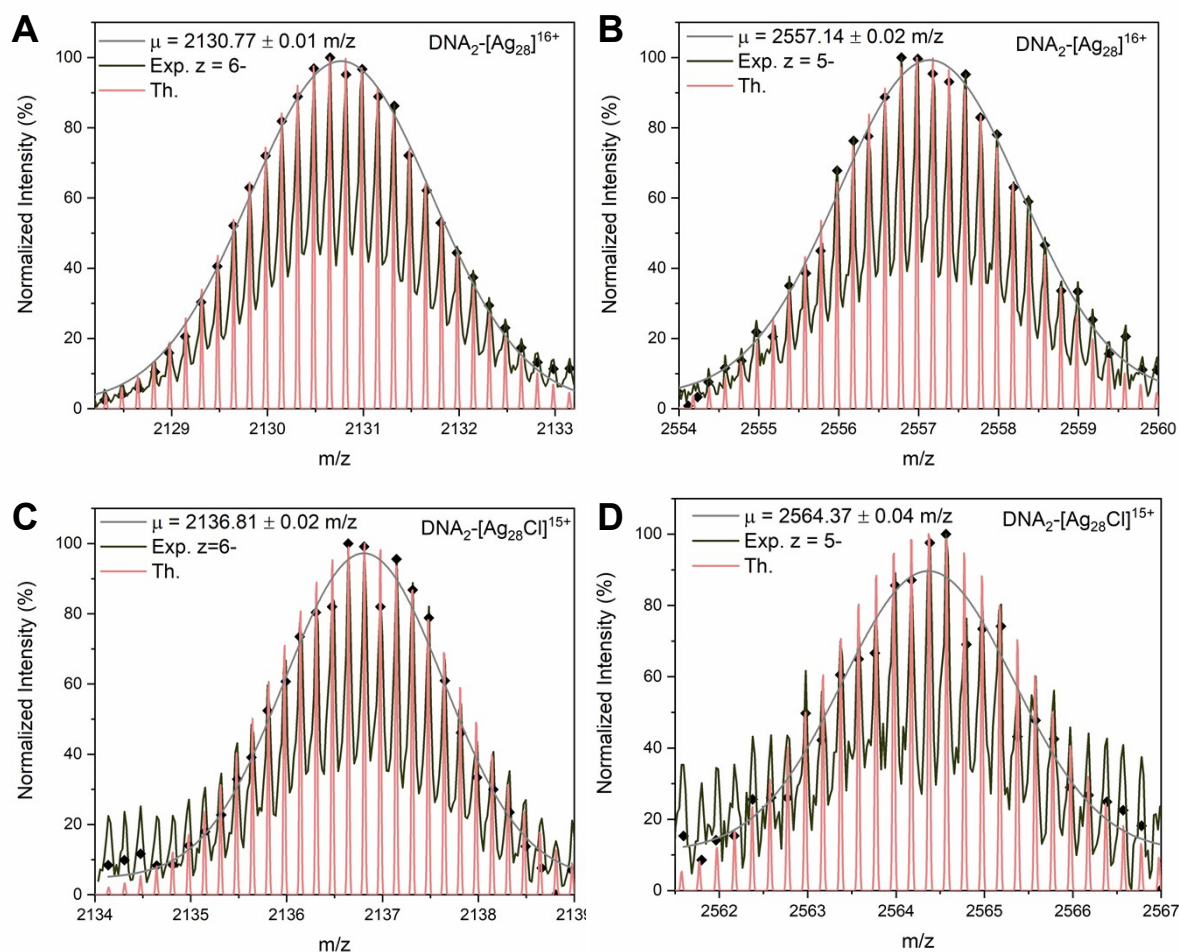 A
μ = 2130.77 ± 0.01 m/z
Exp. z = 6-
Th.
DNA₂-[Ag₂₈]¹⁶⁺
Normalized Intensity (%)
100
80
60
40
20
0
2129 2130 2131 2132 2133
m/z
B
μ = 2557.14 ± 0.02 m/z
Exp. z = 5-
Th.
DNA₂-[Ag₂₈]¹⁶⁺
Normalized Intensity (%)
100
80
60
40
20
0
2554 2555 2556 2557 2558 2559 2560
m/z
C
μ = 2136.81 ± 0.02 m/z
Exp. z=6-
Th.
DNA₂-[Ag₂₈Cl]¹⁵⁺
Normalized Intensity (%)
100
80
60
40
20
0
2134 2135 2136 2137 2138 2139
m/z
D
μ = 2564.37 ± 0.04 m/z
Exp. z = 5-
Th.
DNA₂-[Ag₂₈Cl]¹⁵⁺
Normalized Intensity (%)
100
80
60
40
20
0
2562 2563 2564 2565 2566 2567
m/z